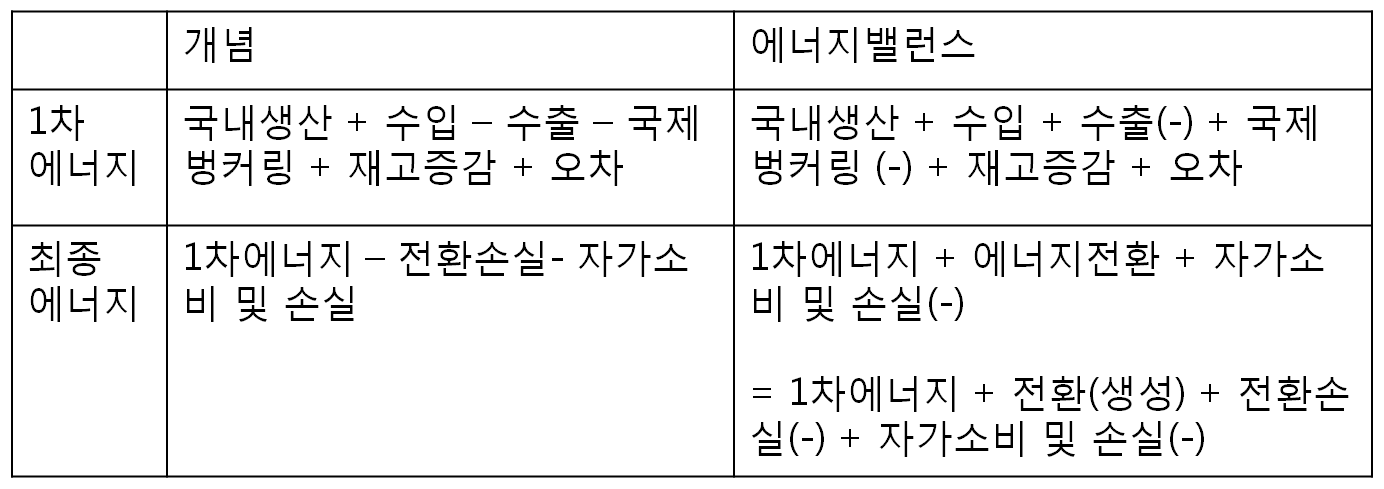 개념
에너지밸런스
1차
에너지
국내생산 + 수입 – 수출 – 국제
벙커링 + 재고증감 + 오차
국내생산 + 수입 + 수출(-) + 국제
벙커링 (-) + 재고증감 + 오차
최종
에너지
1차에너지 – 전환손실- 자가소
비 및 손실
1차에너지 + 에너지전환 + 자가소
비 및 손실(-)
= 1차에너지 + 전환(생성) + 전환손
실(-) + 자가소비 및 손실(-)